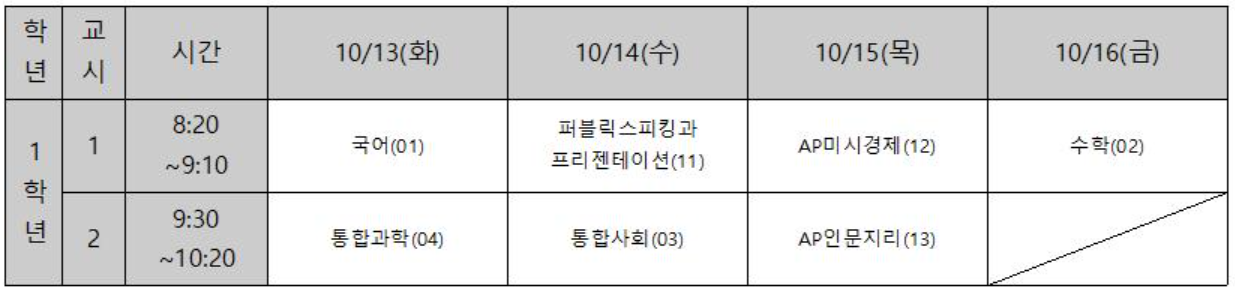 학년 교시 시간 10/13(화) 10/14(수) 10/15(목) 10/16(금)
1학년 1 8:20 ~9:10 국어(01) 퍼블릭스피킹과 프리젠테이션(11) AP미시경제(12) 수학(02)
2 9:30 ~10:20 통합과학(04) 통합사회(03) AP인문지리(13)